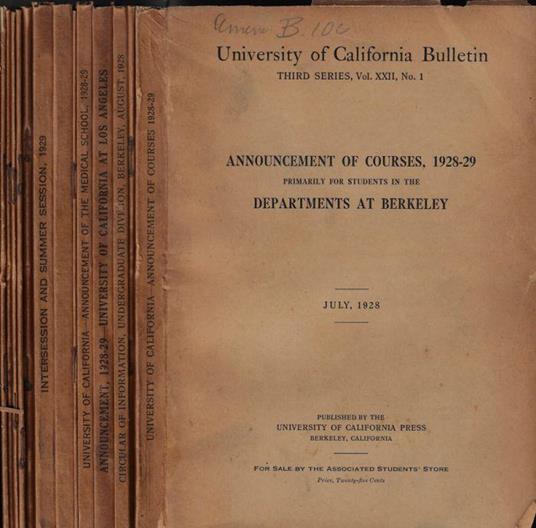 B. 10c
University of California Bulletin
THIRD SERIES, Vol. XXII, No. 1
ANNOUNCEMENT OF COURSES, 1928-29
PRIMARILY FOR STUDENTS IN THE
DEPARTMENTS AT BERKELEY
JULY, 1928
PUBLISHED BY THE
UNIVERSITY OF CALIFORNIA PRESS
BERKELEY, CALIFORNIA
FOR SALE BY THE ASSOCIATED STUDENTS' STORE
Price, Twenty-five Cents
INTERSESSION AND SUMMER SESSION, 1929
UNIVERSITY OF CALIFORNIA—ANNOUNCEMENT OF THE MEDICAL SCHOOL, 1928-29
ANNOUNCEMENT, 1928-29—UNIVERSITY OF CALIFORNIA AT LOS ANGELES
CIRCULAR OF INFORMATION, UNDERGRADUATE DIVISION, BERKELEY, AUGUST, 1928
UNIVERSITY OF CALIFORNIA—ANNOUNCEMENT OF COURSES 1928-29